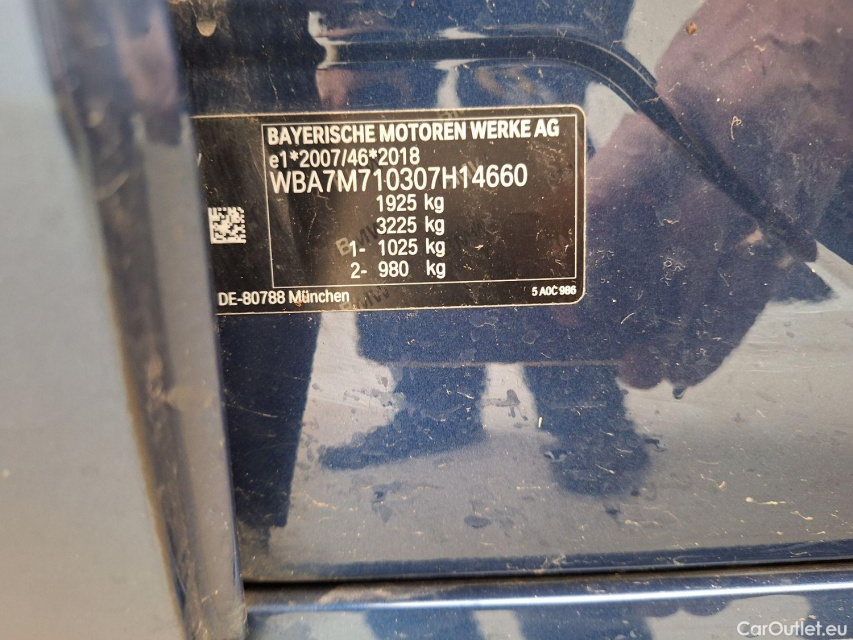 BAYERISCHE MOTOREN WERKE AG
e1*2007/46*2018
WBA7M710307H14660
1925 kg
3225 kg
1- 1025 kg
2- 980 kg
DE-80788 München
5 A0C 986
CarOutlet.eu